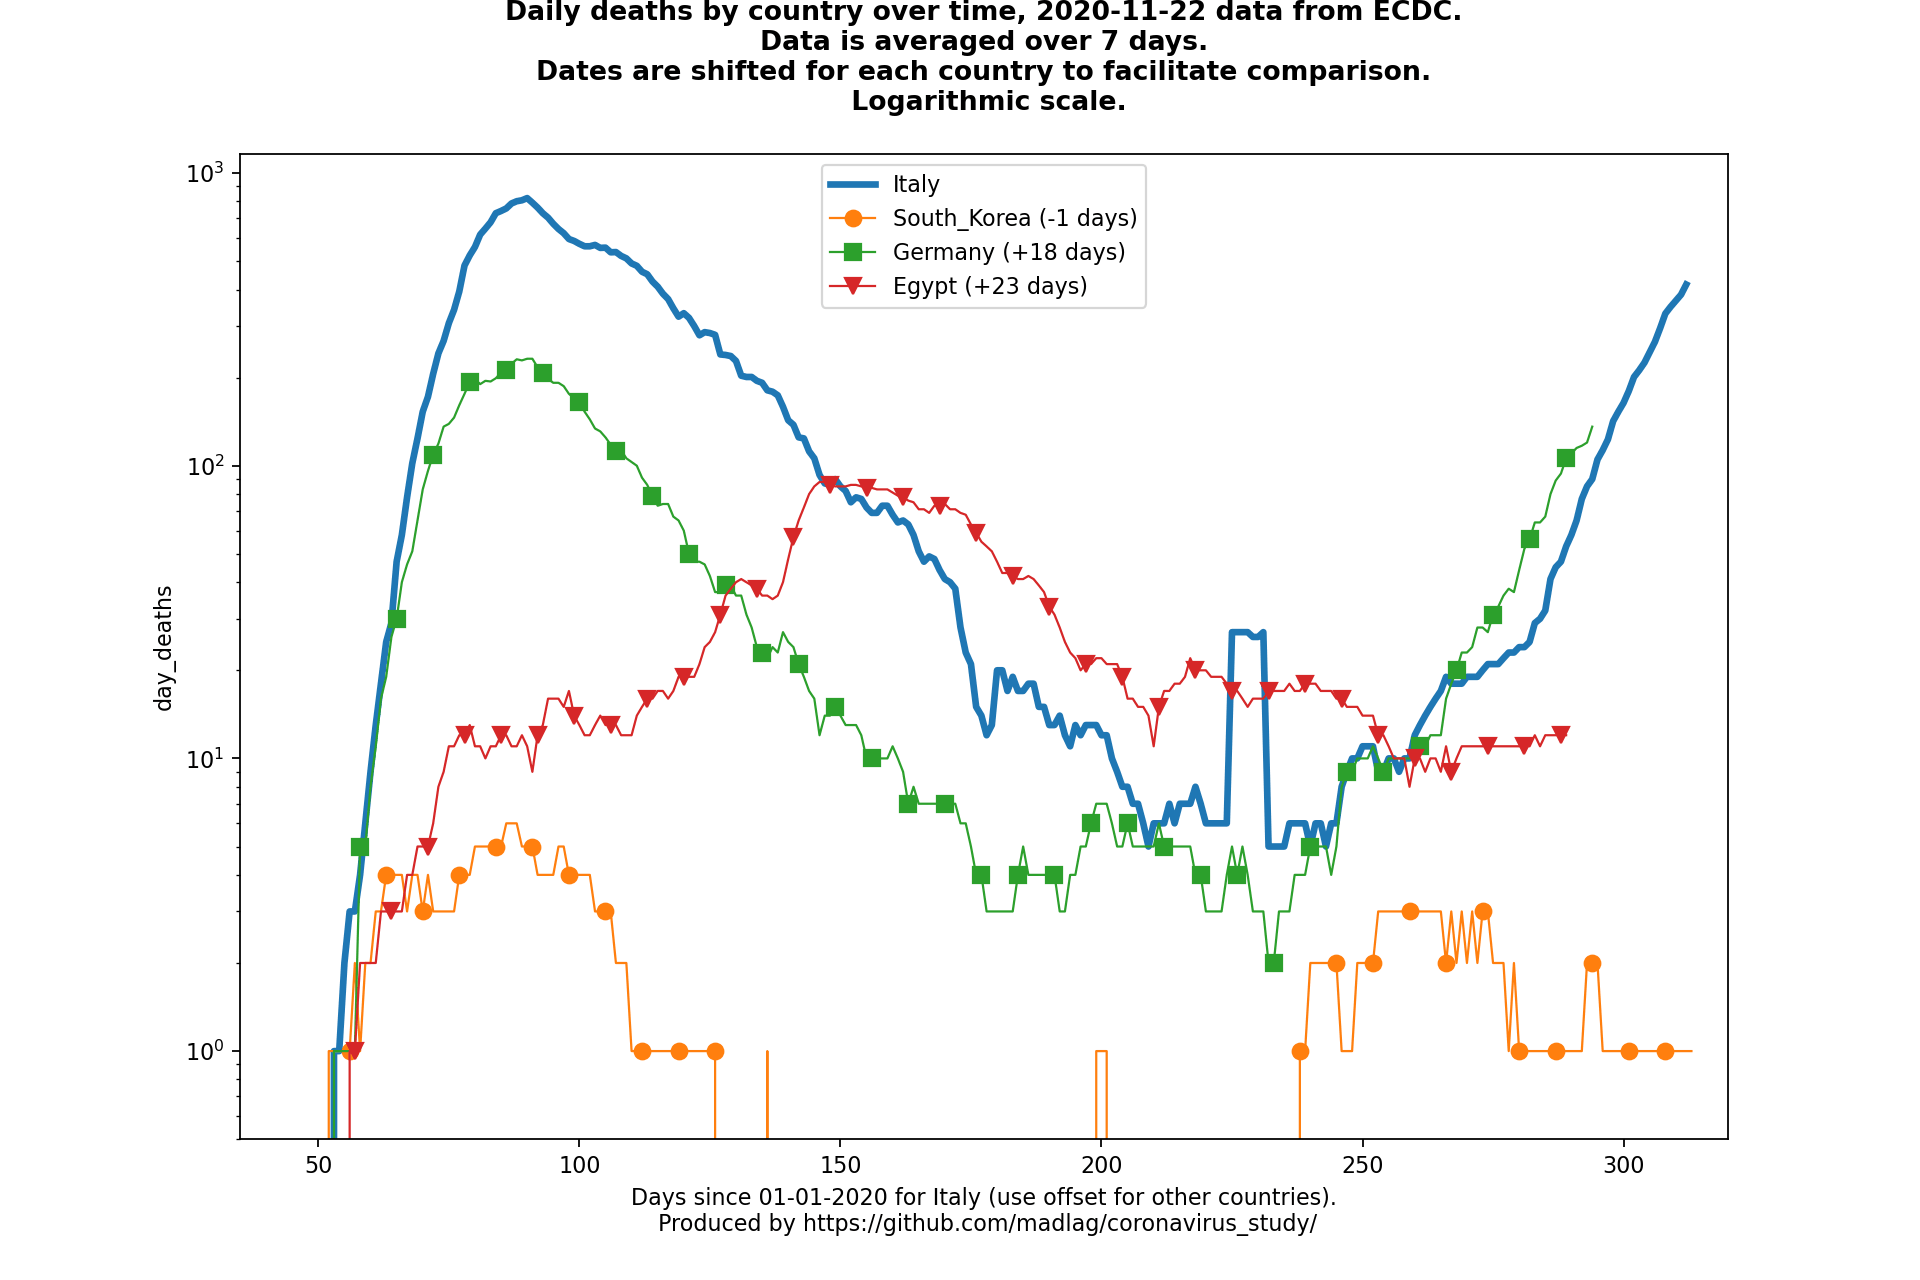 Daily deaths by country over time, 2020-11-22 data from ECDC.
Data is averaged over 7 days.
Dates are shifted for each country to facilitate comparison.
Logarithmic scale.
10³
10²
10¹
10⁰
day_deaths
Italy
South_Korea (-1 days)
Germany (+18 days)
Egypt (+23 days)
50 100 150 200 250 300
Days since 01-01-2020 for Italy (use offset for other countries).
Produced by https://github.com/madlag/coronavirus_study/